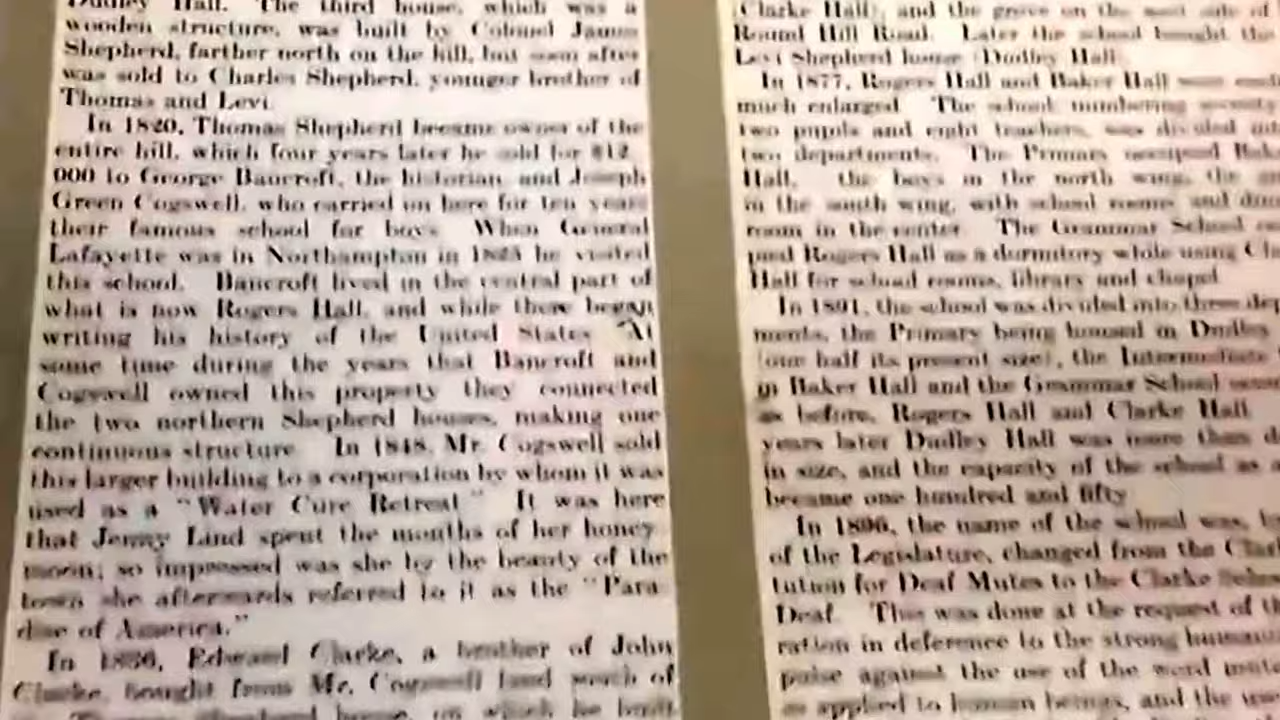 Dudley Hall. The third house, which was a
wooden structure, was built by Colonel James
Shepherd, farther north on the hill, but soon after
was sold to Charles Shepherd, younger brother of
Thomas and Levi
In 1820, Thomas Shepherd became owner of the
entire hill, which four years later he sold for $12
000 to George Bancroft, the historian, and Joseph
Green Cogswell, who carried on here for ten years
their famous school for boys When General
Lafayette was in Northampton in 1825 he visited
this school. Bancroft lived in the central part of
what is now Rogers Hall, and while there began
writing his history of the United States At
some time during the years that Bancroft and
Cogswell owned this property they connected
the two northern Shepherd houses, making one
continuous structure In 1848, Mr. Cogswell sold
this larger building to a corporation by whom it was
used as a "Water Cure Retreat" It was here
that Jenny Lind spent the months of her honey
moon; so impressed was she by the beauty of the
town she afterwards referred to it as the "Para
dise of America."
In 1836, Edward Clarke, a brother of John
Clarke, bought from Mr. Cogswell land south of
Thomas Shepherd house, on which he built
Clarke Hall), and the grove on the west side of
Round Hill Road. Later the school bought the
Levi Shepherd house (Dudley Hall)
In 1877, Rogers Hall and Baker Hall were
much enlarged The school numbering seventy
two pupils and eight teachers, was divided
two departments. The Primary occupied
Hall, the boys in the north wing, the
in the south wing, with school rooms and
room in the center The Grammar School
pied Rogers Hall as a dormitory while using
Hall for school rooms, library and chapel
In 1891, the school was divided into three
ments, the Primary being housed in Dudley
(one half its present size), the Intermediate
in Baker Hall and the Grammar School
as before, Rogers Hall and Clarke Hall
years later Dudley Hall was more than
in size, and the capacity of the school as a
became one hundred and fifty
In 1896, the name of the school was,
of the Legislature, changed from the
tution for Deaf Mutes to the Clarke
Deaf. This was done at the request of
ration in deference to the strong
pulse against the use of the word
as applied to human beings, and the